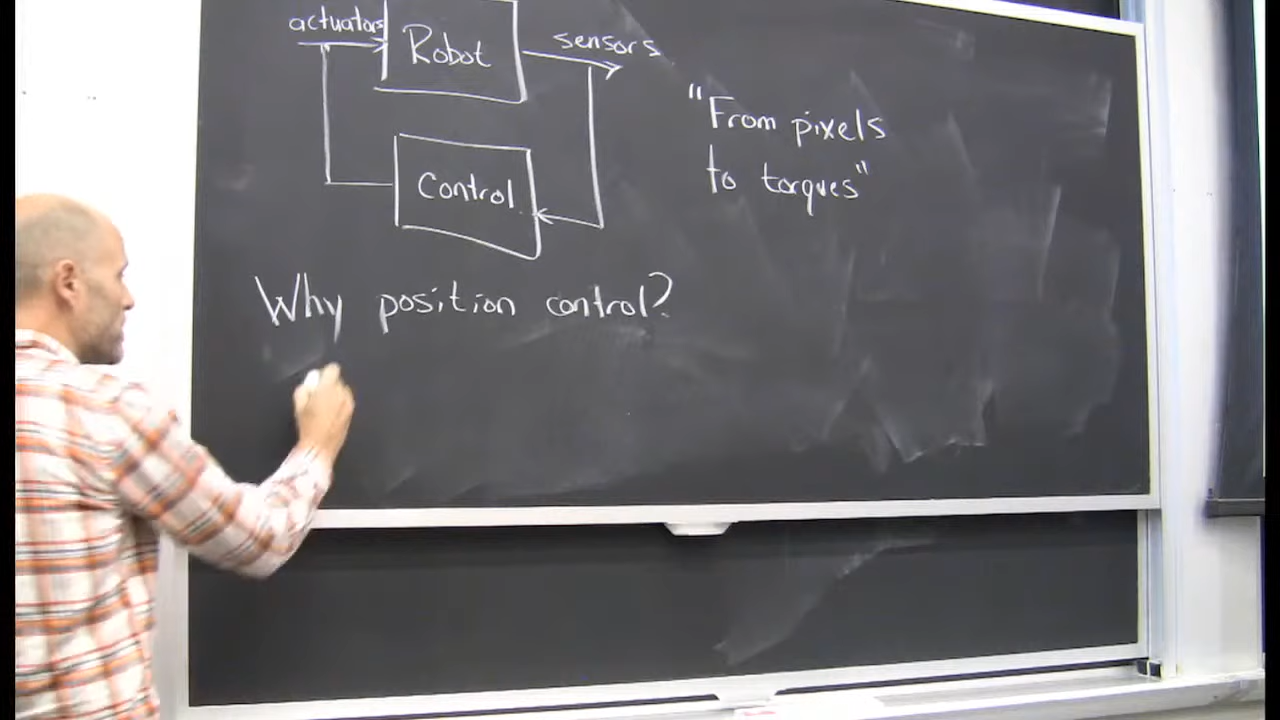 actuators
Robot
sensors
"From pixels
to torques"
Control
Why position control?